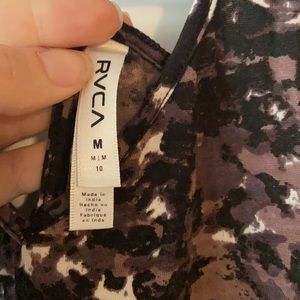 RVCA
M
M | M
10
Made in
India
Hecho en
India
Fabriqué
en Inde